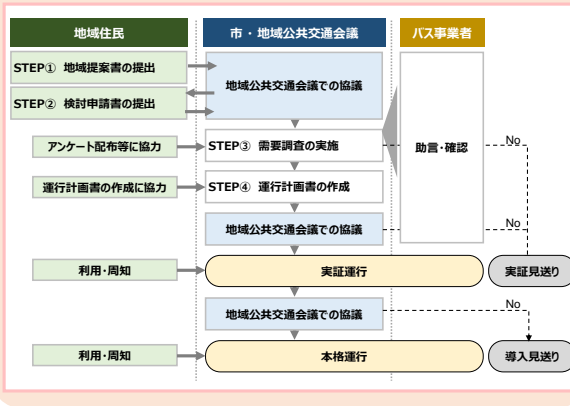 地域住民
市・地域公共交通会議
バス事業者
STEP① 地域提案書の提出
STEP② 検討申請書の提出
地域公共交通会議での協議
アンケート配布等に協力
STEP③ 需要調査の実施
助言・確認
No
運行計画書の作成に協力
STEP④ 運行計画書の作成
地域公共交通会議での協議
No
利用・周知
実証運行
実証見送り
地域公共交通会議での協議
No
利用・周知
本格運行
導入見送り